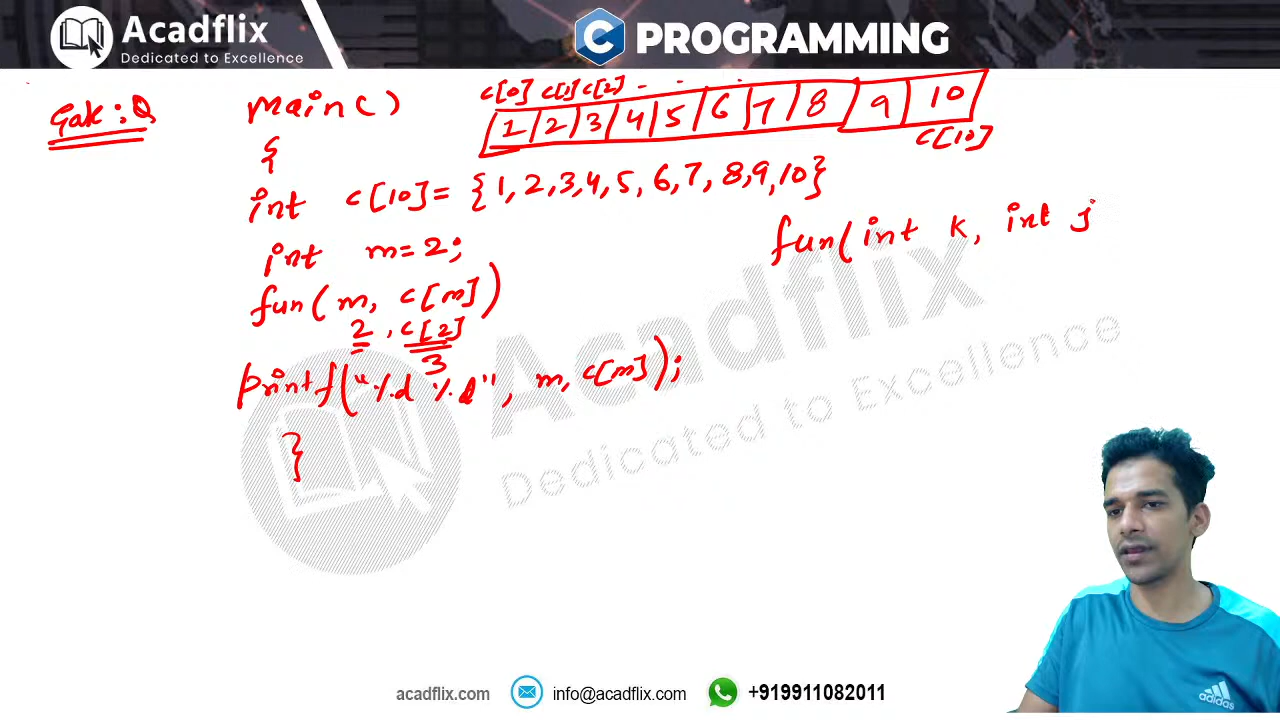 Acadflix
Dedicated to Excellence
C PROGRAMMING
Gate : Q
main()
{
c[0] c[1] c[2] - - -
1 2 3 4 5 6 7 8 9 10
c[10]
int c[10] = {1,2,3,4,5,6,7,8,9,10}
int m=2;
fun(int k, int j
fun(m, c[m])
2, c[2]
3
printf("%d %d", m, c[m]);
}
Acadflix
Dedicated to Excellence
adidas
acadflix.com info@acadflix.com +919911082011